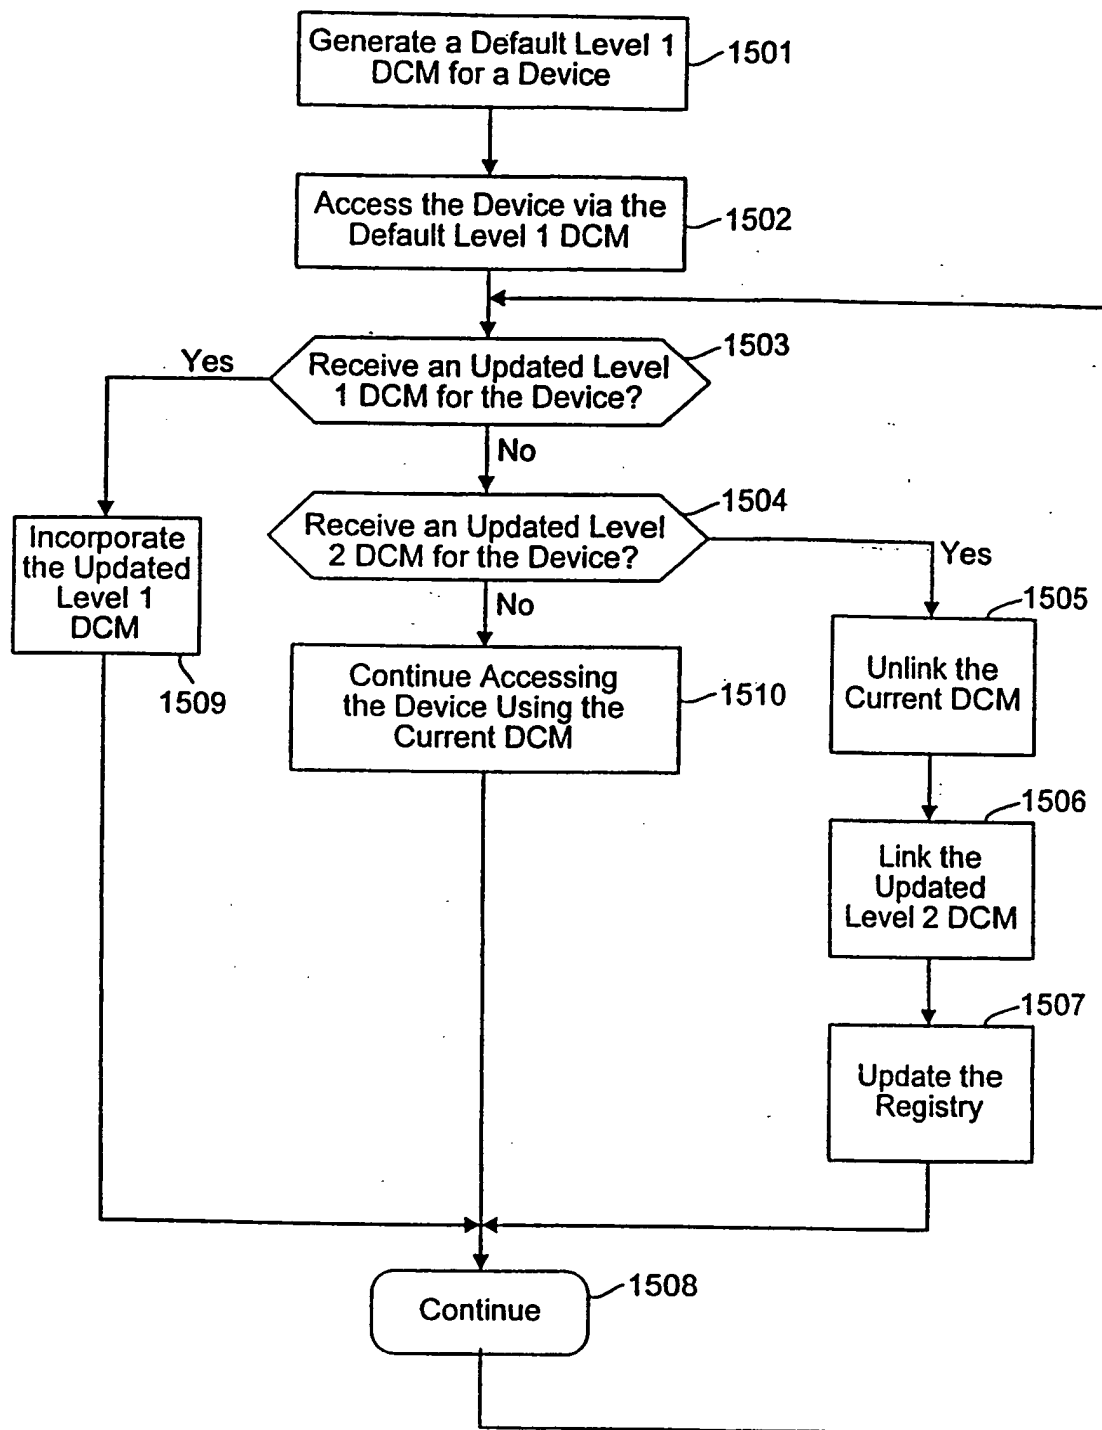 Generate a Default Level 1
DCM for a Device
1501
Access the Device via the
Default Level 1 DCM
1502
1503
Yes
Receive an Updated Level
1 DCM for the Device?
No
1504
Receive an Updated Level
2 DCM for the Device?
Yes
Incorporate
the Updated
Level 1
DCM
1509
No
1505
Unlink the
Current DCM
Continue Accessing
the Device Using the
Current DCM
1510
1506
Link the
Updated
Level 2 DCM
1507
Update the
Registry
1508
Continue